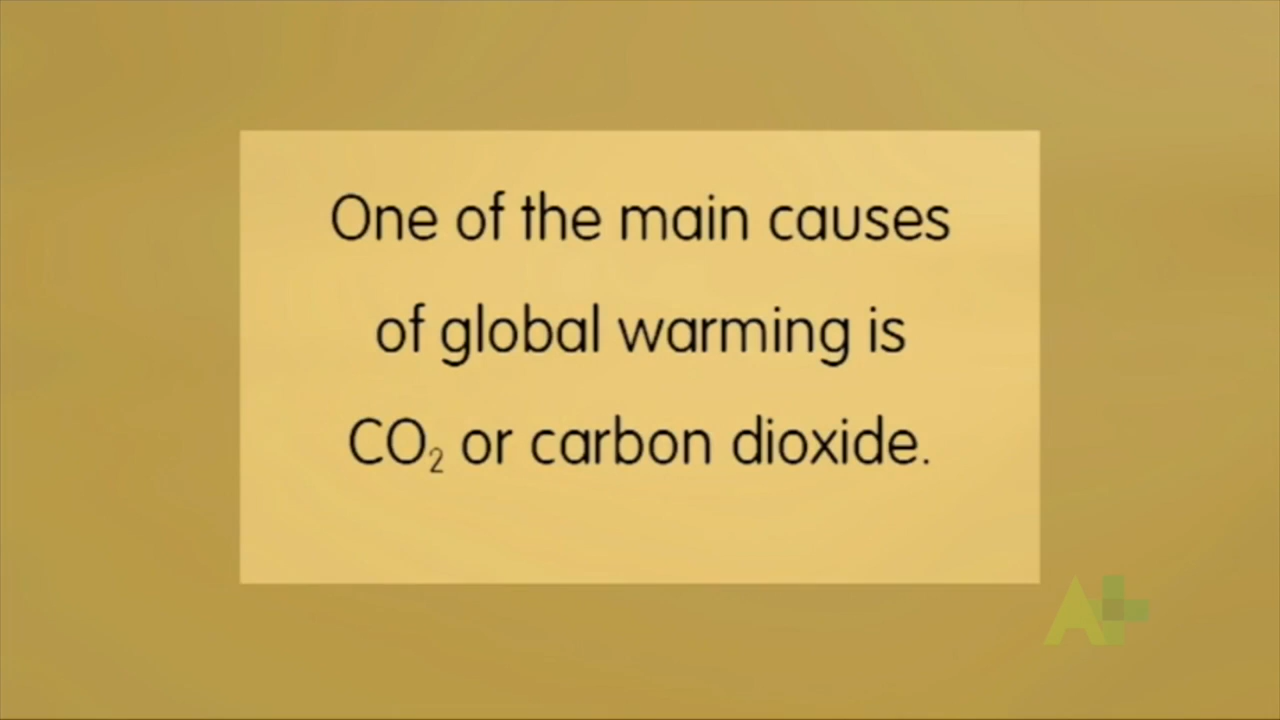 One of the main causes
of global warming is
CO₂ or carbon dioxide.
A+